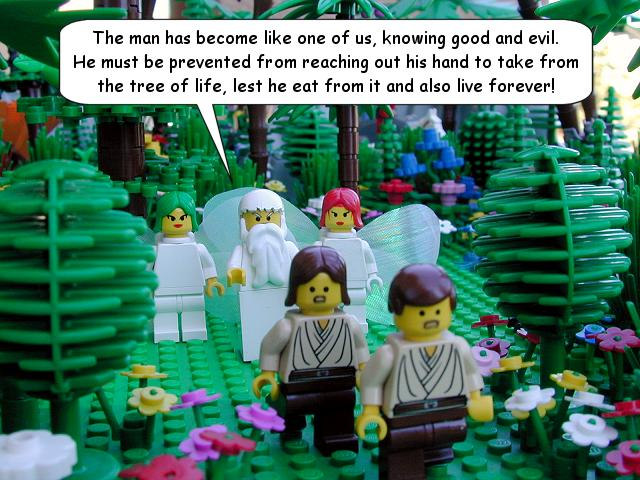 The man has become like one of us, knowing good and evil.
He must be prevented from reaching out his hand to take from
the tree of life, lest he eat from it and also live forever!